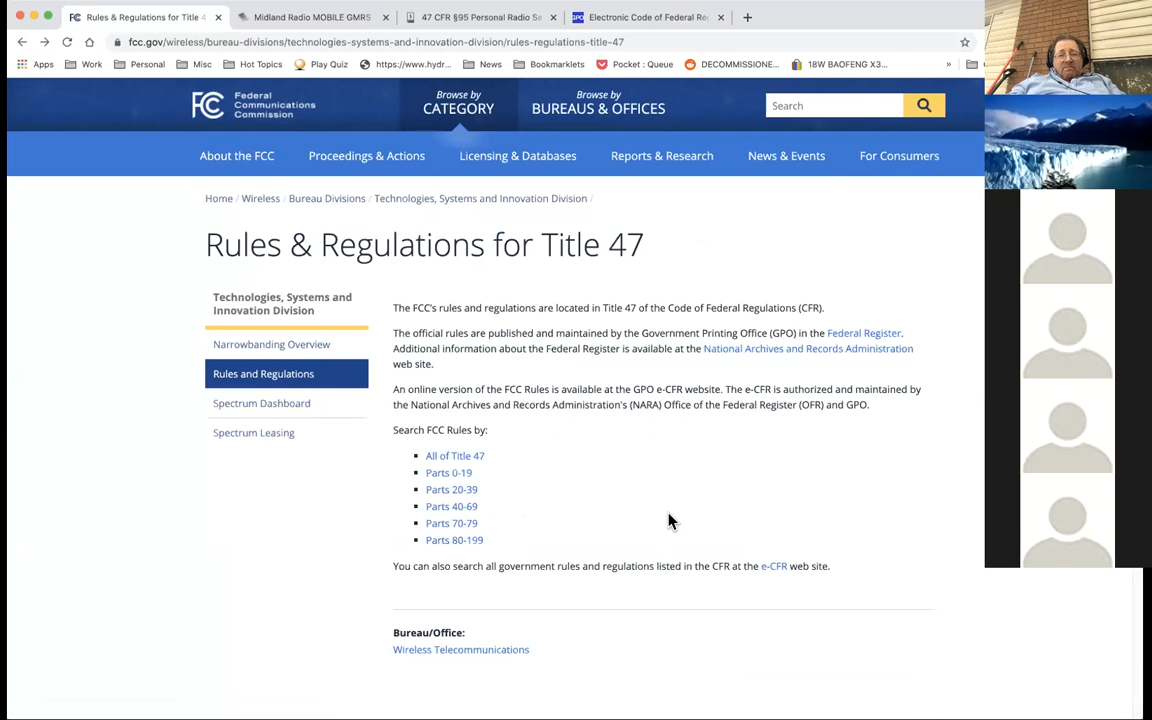 Rules & Regulations for Title 4
Midland Radio MOBILE GMRS
47 CFR §95 Personal Radio Se
GPO Electronic Code of Federal Re
fcc.gov/wireless/bureau-divisions/technologies-systems-and-innovation-division/rules-regulations-title-47
Apps Work Personal Misc Hot Topics Play Quiz https://www.hydr... News Bookmarklets Pocket : Queue DECOMMISSIONE... 18W BAOFENG X3... »
FCC Federal Communications Commission
Browse by
CATEGORY
Browse by
BUREAUS & OFFICES
Search
About the FCC Proceedings & Actions Licensing & Databases Reports & Research News & Events For Consumers
Home / Wireless / Bureau Divisions / Technologies, Systems and Innovation Division /
Rules & Regulations for Title 47
Technologies, Systems and
Innovation Division
Narrowbanding Overview
Rules and Regulations
Spectrum Dashboard
Spectrum Leasing
The FCC's rules and regulations are located in Title 47 of the Code of Federal Regulations (CFR).
The official rules are published and maintained by the Government Printing Office (GPO) in the Federal Register.
Additional information about the Federal Register is available at the National Archives and Records Administration
web site.
An online version of the FCC Rules is available at the GPO e-CFR website. The e-CFR is authorized and maintained by
the National Archives and Records Administration's (NARA) Office of the Federal Register (OFR) and GPO.
Search FCC Rules by:
All of Title 47
Parts 0-19
Parts 20-39
Parts 40-69
Parts 70-79
Parts 80-199
You can also search all government rules and regulations listed in the CFR at the e-CFR web site.
Bureau/Office:
Wireless Telecommunications